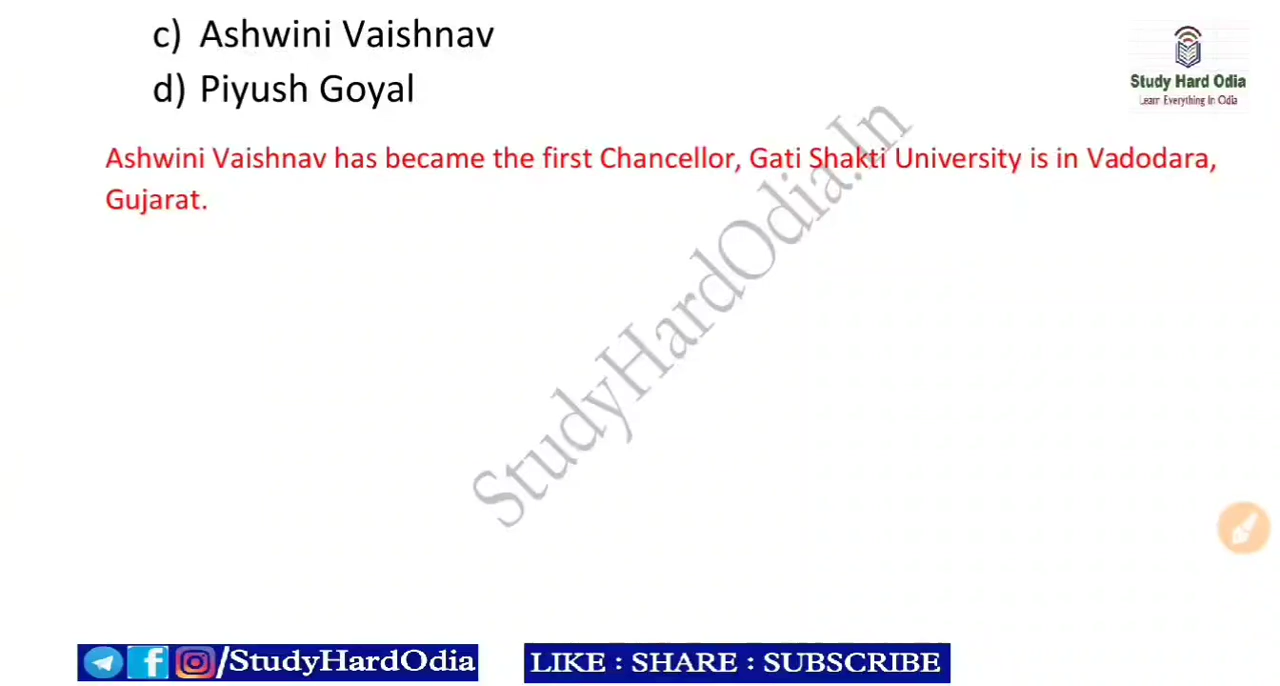 c) Ashwini Vaishnav
d) Piyush Goyal
Study Hard Odia
Learn Everything In Odia
Ashwini Vaishnav has became the first Chancellor, Gati Shakti University is in Vadodara,
Gujarat.
StudyHardOdia.In
/StudyHardOdia
LIKE : SHARE : SUBSCRIBE